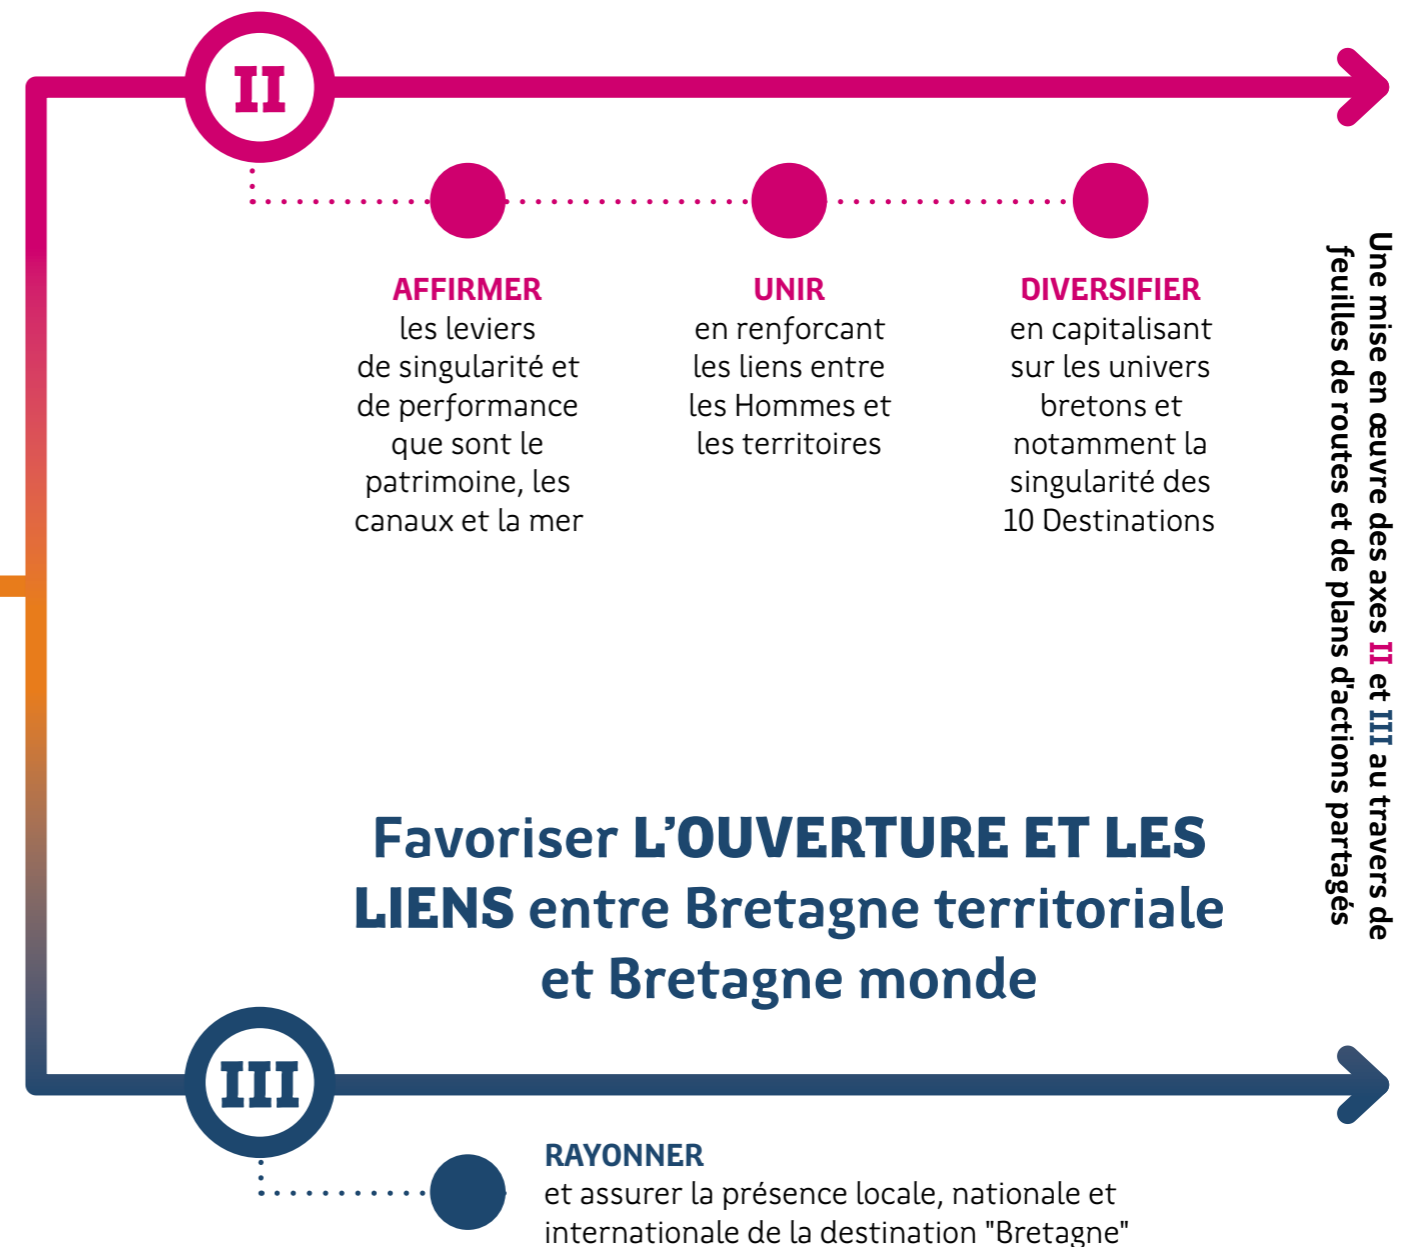 II
AFFIRMER
les leviers
de singularité et
de performance
que sont le
patrimoine, les
canaux et la mer
UNIR
en renforcant
les liens entre
les Hommes et
les territoires
DIVERSIFIER
en capitalisant
sur les univers
bretons et
notamment la
singularité des
10 Destinations
Une mise en œuvre des axes II et III au travers de
feuilles de routes et de plans d'actions partagés
Favoriser L’OUVERTURE ET LES
LIENS entre Bretagne territoriale
et Bretagne monde
III
RAYONNER
et assurer la présence locale, nationale et
internationale de la destination "Bretagne"